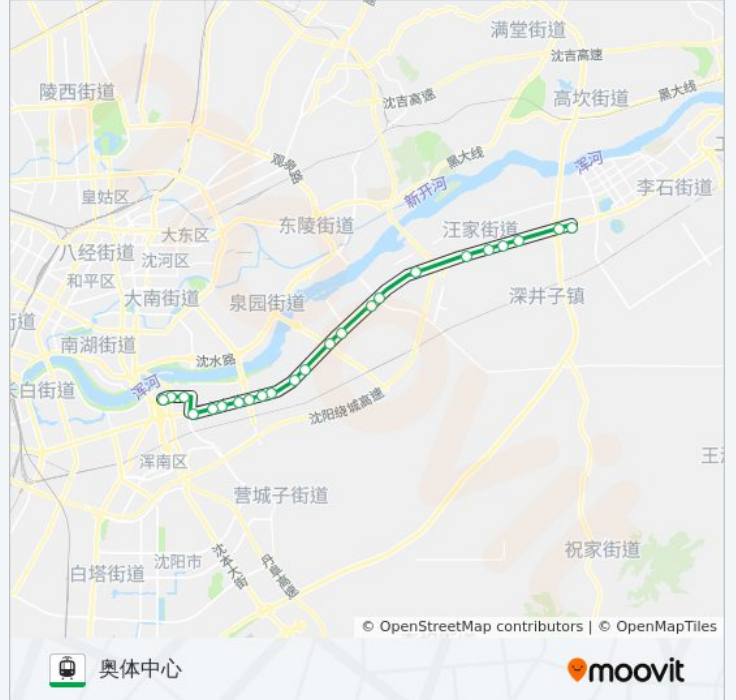 满堂街道
沈吉高速
陵西街道
沈吉高速
高坎街道
黑大线
观泉路
黑大线
浑河
皇姑区
新开河
李石街道
东陵街道
汪家街道
大东区
八经街道
沈河区
和平区
大南街道
泉园街道
深井子镇
街道
南湖街道
沈水路
浑河
长白街道
沈阳绕城高速
浑南区
营城子街道
沈本大街
丹阜高速
沈阳市
白塔街道
祝家街道
© OpenStreetMap contributors | © OpenMapTiles
奥体中心
moovit